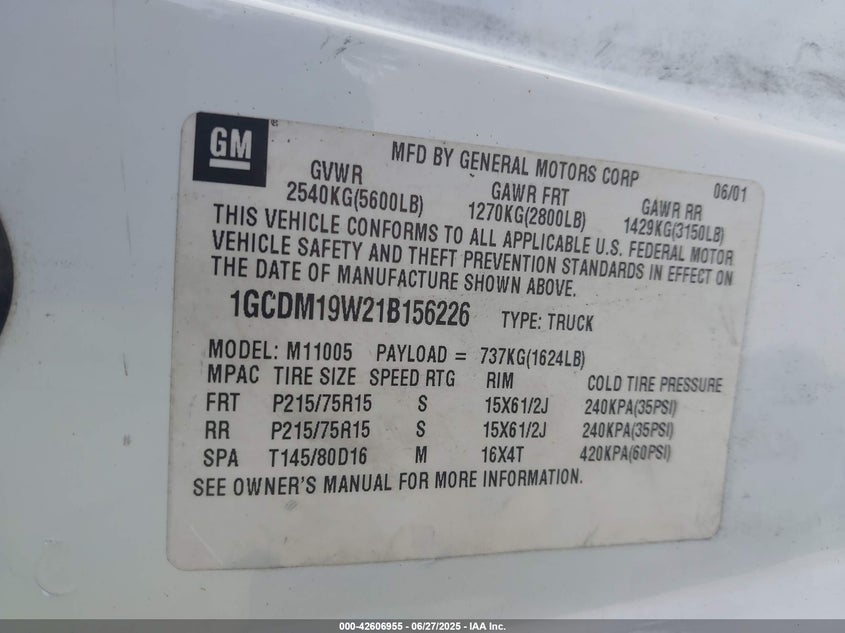 GM
MFD BY GENERAL MOTORS CORP 06/01
GVWR GAWR FRT GAWR RR
2540KG(5600LB) 1270KG(2800LB) 1429KG(3150LB)
THIS VEHICLE CONFORMS TO ALL APPLICABLE U.S. FEDERAL MOTOR
VEHICLE SAFETY AND THEFT PREVENTION STANDARDS IN EFFECT ON
THE DATE OF MANUFACTURE SHOWN ABOVE.
1GCDM19W21B156226 TYPE: TRUCK
MODEL: M11005 PAYLOAD = 737KG(1624LB)
MPAC TIRE SIZE SPEED RTG RIM COLD TIRE PRESSURE
FRT P215/75R15 S 15X61/2J 240KPA(35PSI)
RR P215/75R15 S 15X61/2J 240KPA(35PSI)
SPA T145/80D16 M 16X4T 420KPA(60PSI)
SEE OWNER'S MANUAL FOR MORE INFORMATION.
000-42606955 - 06/27/2025 - IAA Inc.